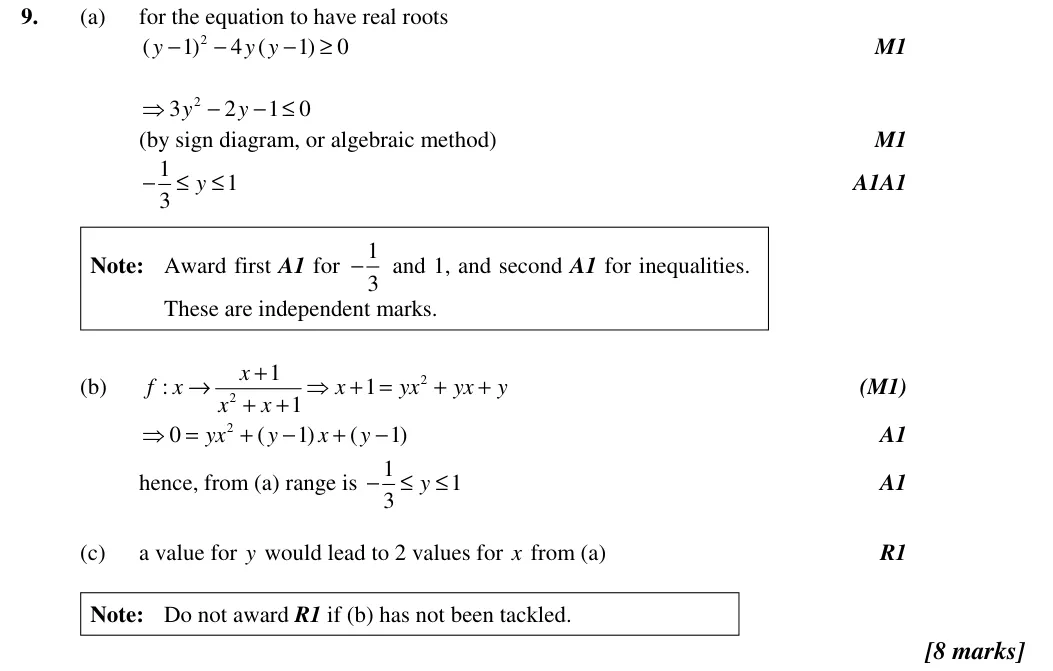 9. (a) for the equation to have real roots
(y−1)² − 4y(y−1) ≥ 0 M1
⇒ 3y² − 2y − 1 ≤ 0
(by sign diagram, or algebraic method) M1
−1/3 ≤ y ≤ 1 A1A1
Note: Award first A1 for −1/3 and 1, and second A1 for inequalities.
These are independent marks.
(b) f : x → (x+1)/(x² + x + 1) ⇒ x + 1 = yx² + yx + y (M1)
⇒ 0 = yx² + (y−1)x + (y−1) A1
hence, from (a) range is −1/3 ≤ y ≤ 1 A1
(c) a value for y would lead to 2 values for x from (a) R1
Note: Do not award R1 if (b) has not been tackled.
[8 marks]